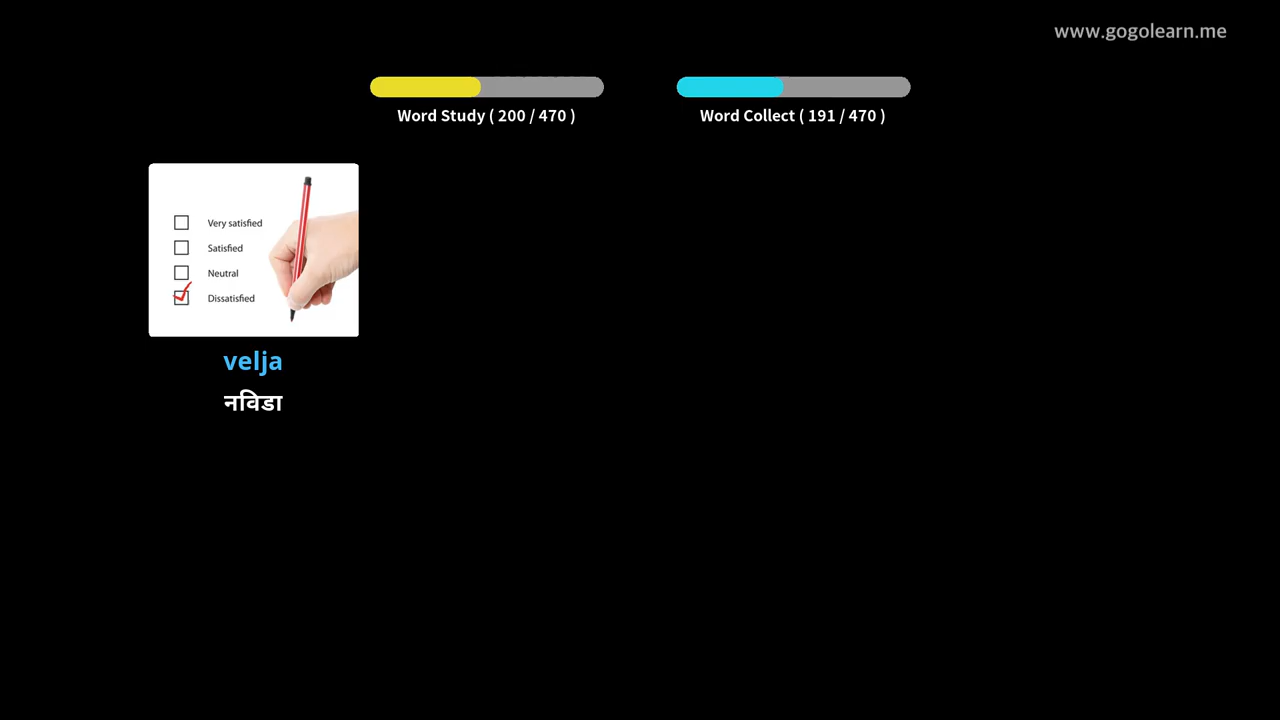 www.gogolearn.me
Word Study ( 200 / 470 )
Word Collect ( 191 / 470 )
Very satisfied
Satisfied
Neutral
Dissatisfied
velja
नविडा